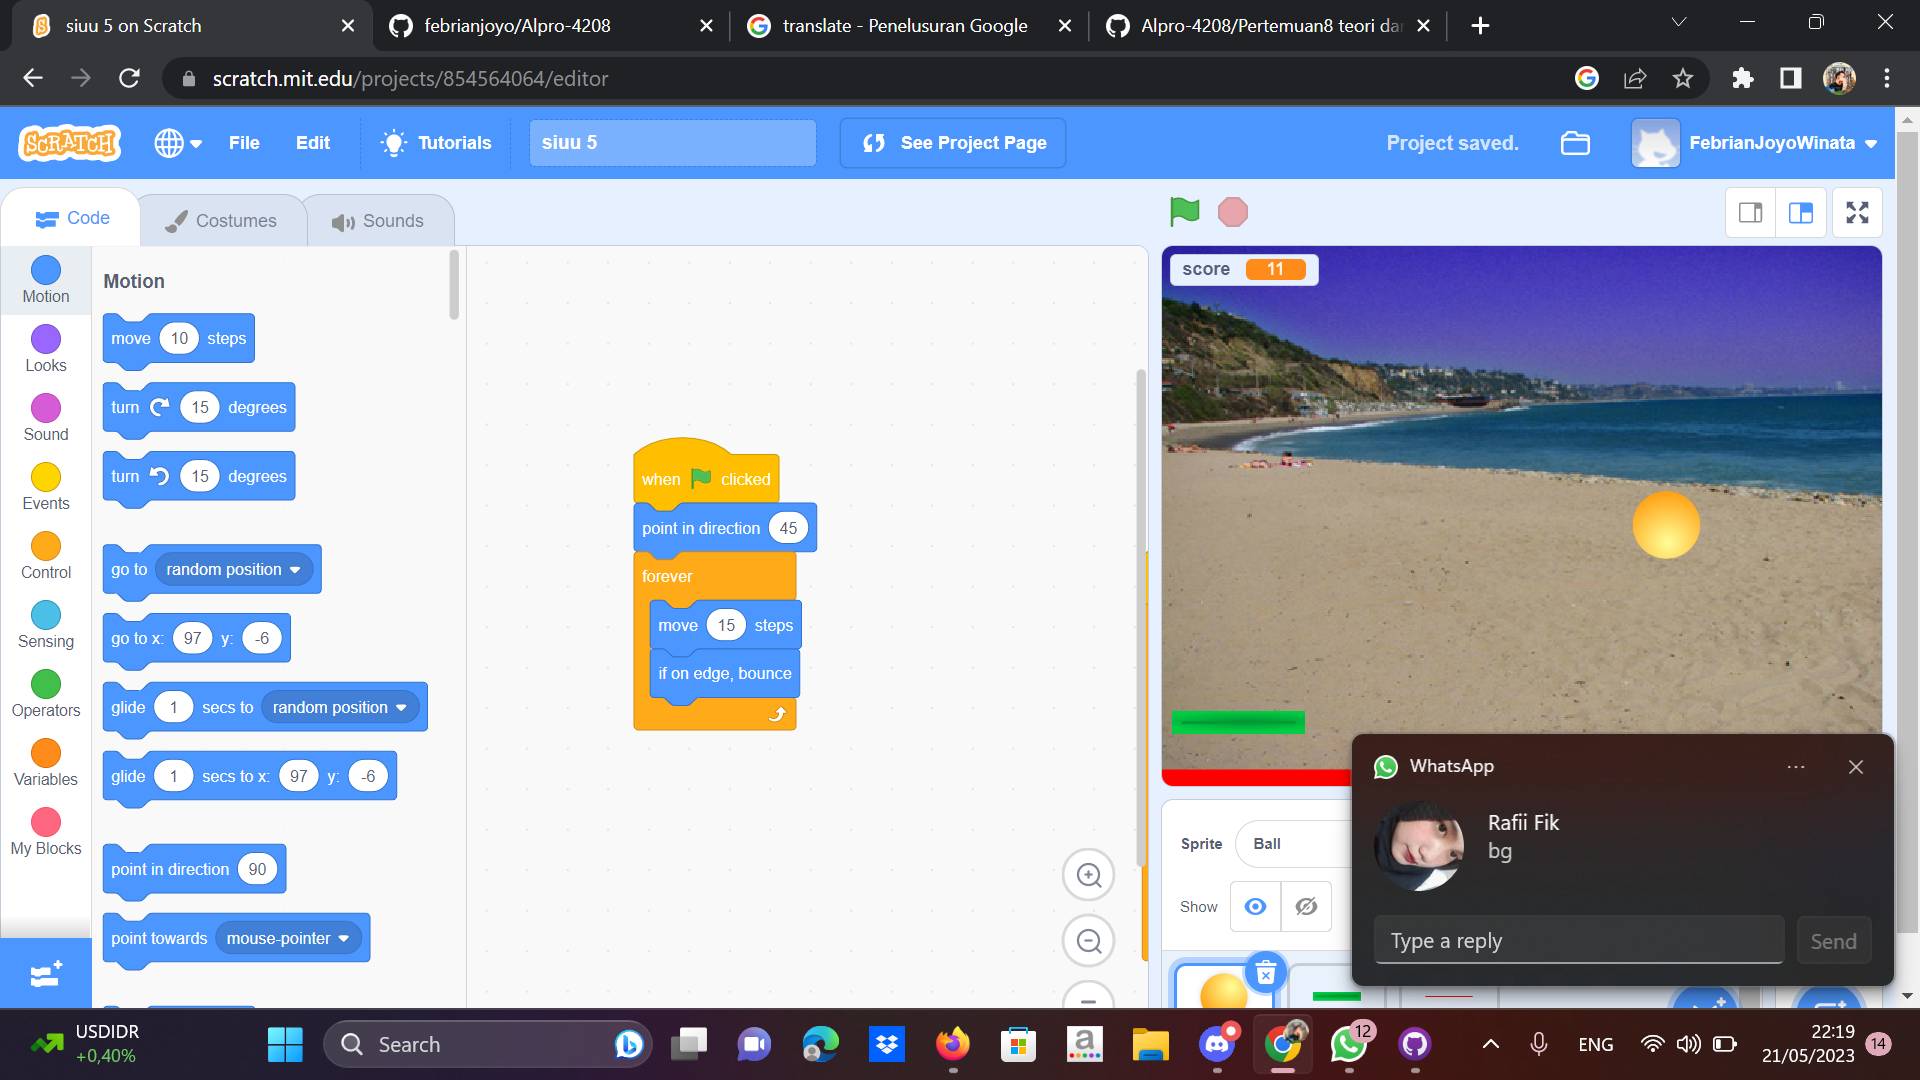 siuu 5 on Scratch
febrianjoyo/Alpro-4208
translate - Penelusuran Google
Alpro-4208/Pertemuan8 teori dar
scratch.mit.edu/projects/854564064/editor
SCRATCH
File
Edit
Tutorials
siuu 5
See Project Page
Project saved.
FebrianJoyoWinata
Code
Costumes
Sounds
Motion
Looks
Sound
Events
Control
Sensing
Operators
Variables
My Blocks
Motion
move 10 steps
turn 15 degrees
turn 15 degrees
go to random position
go to x: 97 y: -6
glide 1 secs to random position
glide 1 secs to x: 97 y: -6
point in direction 90
point towards mouse-pointer
when clicked
point in direction 45
forever
move 15 steps
if on edge, bounce
score 11
Sprite Ball
Show
WhatsApp
Rafii Fik
bg
Type a reply
Send
USDIDR
+0,40%
Search
a
12
ENG
22:19
21/05/2023
14